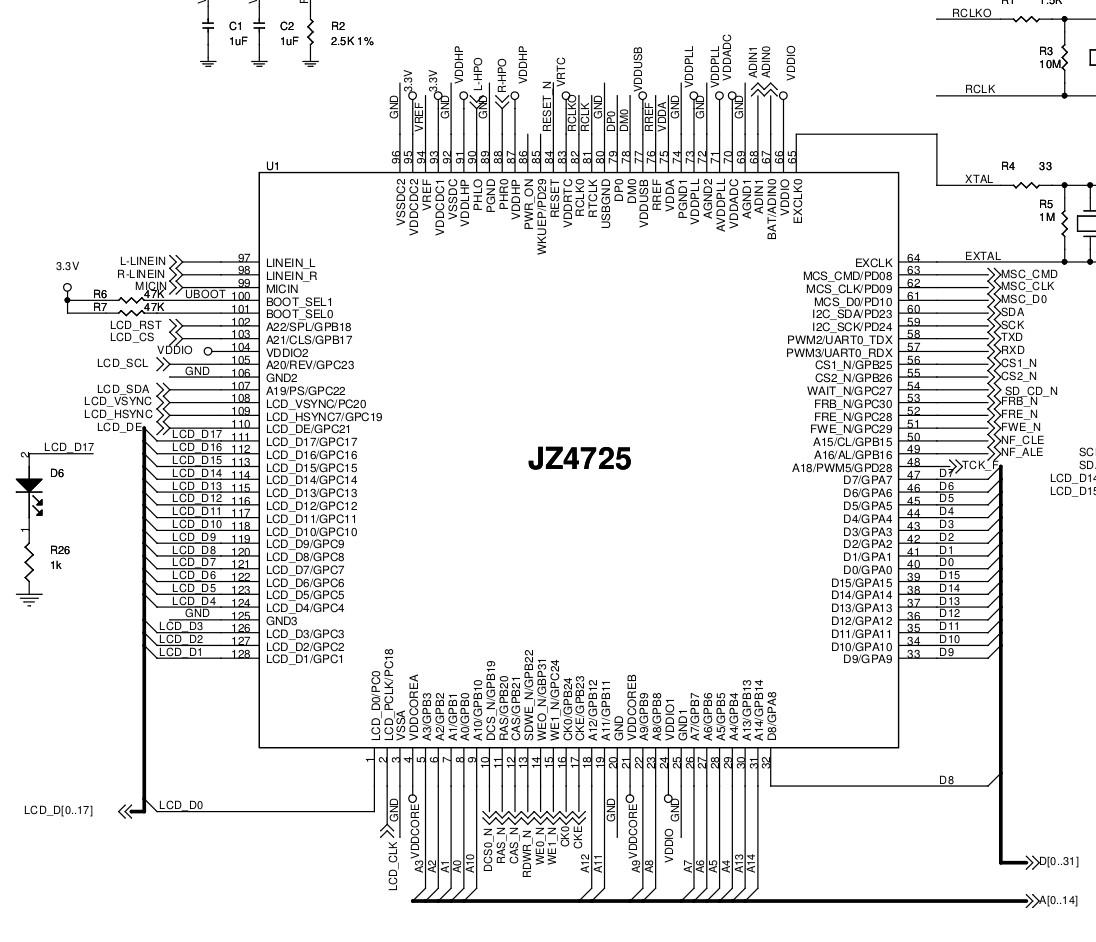 C1
1uF
C2
1uF
R2
2.5K 1%
RCLKO
1.5K
R3
10M
RCLK
R4 33
XTAL
R5
1M
EXTAL
GND
3.3V
VREF
3.3V
GND
VDDHP
L-HPO
GND
R-HPO
VDDHP
RESET_N
VRTC
RCLKO
RCLK
GND
DP0
DM0
VDDUSB
RREF
VDDA
GND
VDDPLL
GND
VDDPLL
VDDADC
GND
ADIN1
ADIN0
VDDIO
96 95 94 93 92 91 90 89 88 87 86 85 84 83 82 81 80 79 78 77 76 75 74 73 72 71 70 69 68 67 66 65
U1
VSSDC2
VDDCDC2
VREF
VDDCDC1
VSSDC
VDDLHP
PHLO
PGND
PHR0
VDDHP
PWR_ON
WKUEP/PD29
RESET
VDDRTC
RCLK0
RTCLK
USBGND
DP0
DM0
VDDUSB
RREF
VDDA
PGND1
VDDPLL
AGND2
AVDPLL
VDDADC
AGND1
ADIN1
BAT/ADIN0
VDDIO
EXCLK0
3.3V
L-LINEIN 97 LINEIN_L
R-LINEIN 98 LINEIN_R
MICIN 99 MICIN
R6 47K UBOOT 100 BOOT_SEL1
R7 47K 101 BOOT_SEL0
LCD_RST 102 A22/SPL/GPB18
LCD_CS 103 A21/CLS/GPB17
VDDIO 104 VDDIO2
LCD_SCL 105 A20/REV/GPC23
GND 106 GND2
LCD_SDA 107 A19/PS/GPC22
LCD_VSYNC 108 LCD_VSYNC/PC20
LCD_HSYNC 109 LCD_HSYNC7/GPC19
LCD_DE 110 LCD_DE/GPC21
LCD_D17 111 LCD_D17/GPC17
LCD_D16 112 LCD_D16/GPC16
LCD_D15 113 LCD_D15/GPC15
LCD_D14 114 LCD_D14/GPC14
LCD_D13 115 LCD_D13/GPC13
LCD_D12 116 LCD_D12/GPC12
LCD_D11 117 LCD_D11/GPC11
LCD_D10 118 LCD_D10/GPC10
LCD_D9 119 LCD_D9/GPC9
LCD_D8 120 LCD_D8/GPC8
LCD_D7 121 LCD_D7/GPC7
LCD_D6 122 LCD_D6/GPC6
LCD_D5 123 LCD_D5/GPC5
LCD_D4 124 LCD_D4/GPC4
GND 125 GND3
LCD_D3 126 LCD_D3/GPC3
LCD_D2 127 LCD_D2/GPC2
LCD_D1 128 LCD_D1/GPC1
LCD_D17
2
D6
1
R26
1k
JZ4725
EXCLK 64
MCS_CMD/PD08 63 MSC_CMD
MCS_CLK/PD09 62 MSC_CLK
MCS_D0/PD10 61 MSC_D0
I2C_SDA/PD23 60 SDA
I2C_SCK/PD24 59 SCK
PWM2/UART0_TDX 58 TXD
PWM3/UART0_RDX 57 RXD
CS1_N/GPB25 56 CS1_N
CS2_N/GPB26 55 CS2_N
WAIT_N/GPC27 54 SD_CD_N
FRB_N/GPC30 53 FRB_N
FRE_N/GPC28 52 FRE_N
FWE_N/GPC29 51 FWE_N
A15/CL/GPB15 50 NF_CLE
A16/AL/GPB16 49 NF_ALE
A18/PWM5/GPD28 48 TCK_F
D7/GPA7 47 D7
D6/GPA6 46 D6
D5/GPA5 45 D5
D4/GPA4 44 D4
D3/GPA3 43 D3
D2/GPA2 42 D2
D1/GPA1 41 D1
D0/GPA0 40 D0
D15/GPA15 39 D15
D14/GPA14 38 D14
D13/GPA13 37 D13
D12/GPA12 36 D12
D11/GPA11 35 D11
D10/GPA10 34 D10
D9/GPA9 33 D9
LCD_D14
LCD_D15
LCD_D0/PC0
LCD_PCLK/PC18
VSSA
VDDCOREA
A3/GPB3
A2/GPB2
A1/GPB1
A0/GPB0
A10/GPB10
DCS_N/GPB19
RAS/GPB20
CAS/GPB21
SDWE_N/GPB22
WEO_N/GBP31
WE1_N/GPC24
CK0/GPB24
CKE/GPB23
A12/GPB12
A11/GPB11
GND
VDDCOREB
A9/GPB9
A8/GPB8
VDDIO1
GND1
A7/GPB7
A6/GPB6
A5/GPB5
A4/GPB4
A13/GPB13
A14/GPB14
D8/GPA8
1 2 3 4 5 6 7 8 9 10 11 12 13 14 15 16 17 18 19 20 21 22 23 24 25 26 27 28 29 30 31 32
D8
LCD_D[0..17]
LCD_D0
LCD_CLK
GND
VDDCORE
A3
A2
A1
A0
A10
DCS0_N
RAS_N
CAS_N
RDWR_N
WE0_N
WE1_N
CK0
CKE
A12
A11
GND
VDDCORE
A9
A8
VDDIO
GND
A7
A6
A5
A4
A13
A14
D[0..31]
A[0..14]